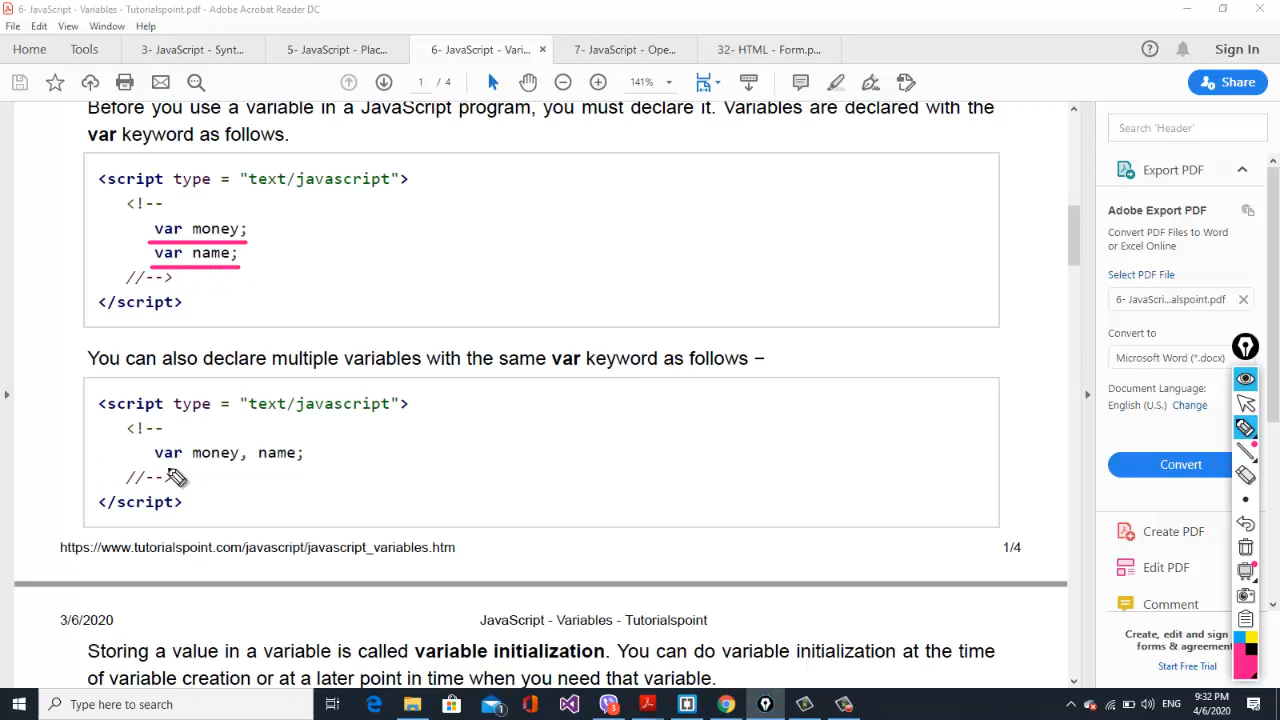 6- JavaScript - Variables - Tutorialspoint.pdf - Adobe Acrobat Reader DC
File Edit View Window Help
Home Tools 3- JavaScript - Synt... 5- JavaScript - Plac... 6- JavaScript - Vari... × 7- JavaScript - Ope... 32- HTML - Form.p... Sign In
1 / 4 141% Share
Before you use a variable in a JavaScript program, you must declare it. Variables are declared with the
var keyword as follows.
<script type = "text/javascript">
<!--
var money;
var name;
//-->
</script>
You can also declare multiple variables with the same var keyword as follows −
<script type = "text/javascript">
<!--
var money, name;
//-->
</script>
https://www.tutorialspoint.com/javascript/javascript_variables.htm 1/4
3/6/2020 JavaScript - Variables - Tutorialspoint
Storing a value in a variable is called variable initialization. You can do variable initialization at the time
of variable creation or at a later point in time when you need that variable.
Search 'Header'
Export PDF
Adobe Export PDF
Convert PDF Files to Word
or Excel Online
Select PDF File
6- JavaScri...alspoint.pdf ×
Convert to
Microsoft Word (*.docx)
Document Language:
English (U.S.) Change
Convert
Create PDF
Edit PDF
Comment
Create, edit and sign
forms & agreement
Start Free Trial
Type here to search
ENG
9:32 PM
4/6/2020